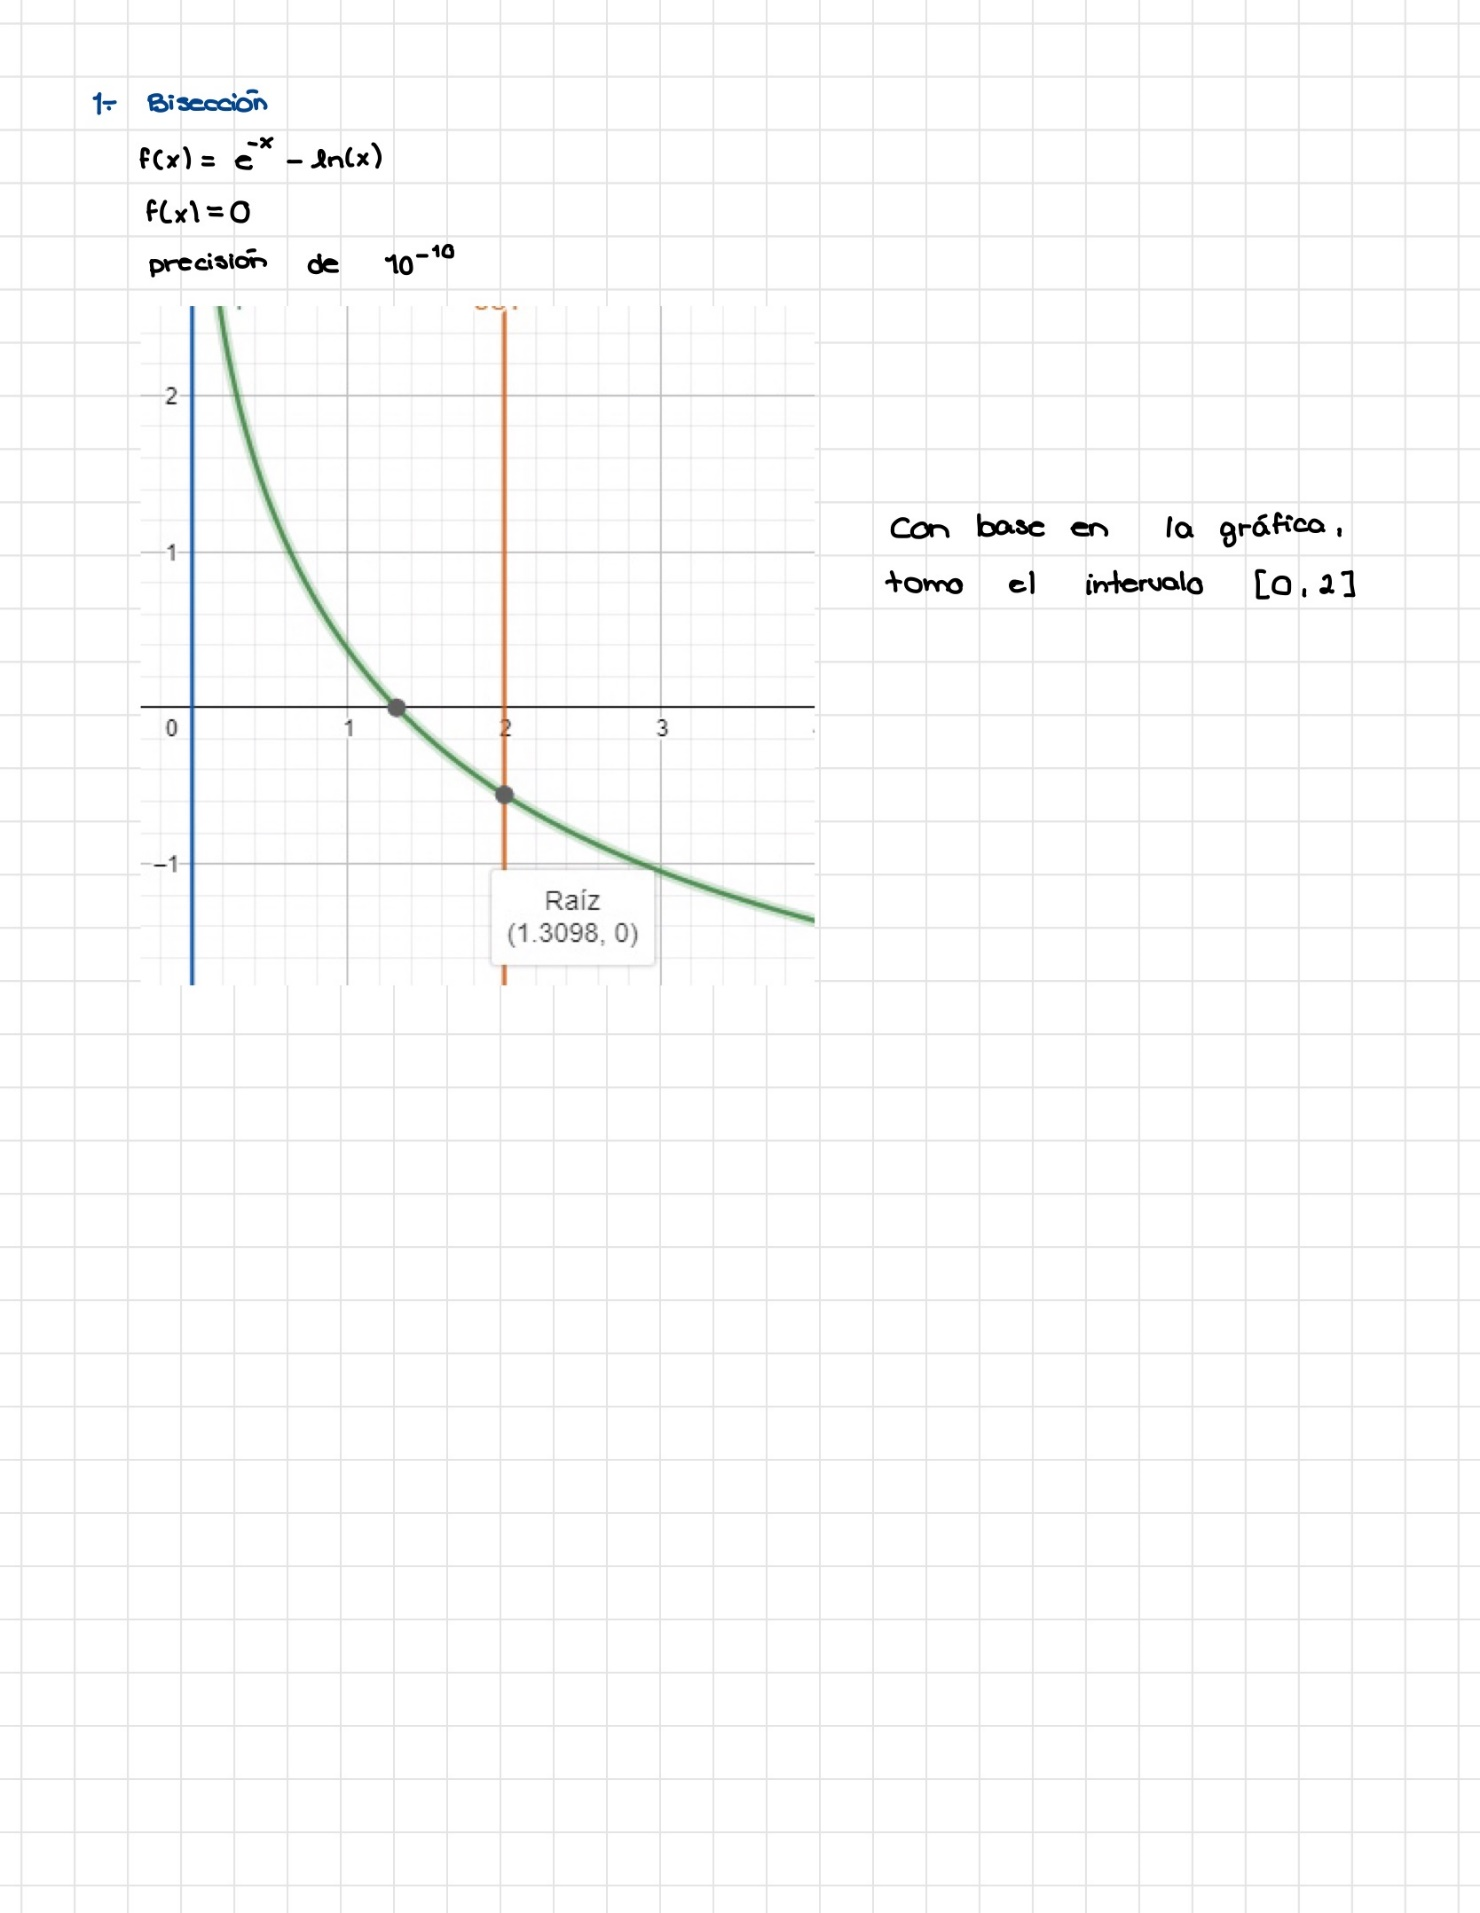 1.- Bisección
f(x) = e^-x - ln(x)
f(x) = 0
precisión de 10^-10
2
1
Con base en la gráfica,
tomo el intervalo [0, 2]
0 1 2 3
-1
Raíz
(1.3098, 0)